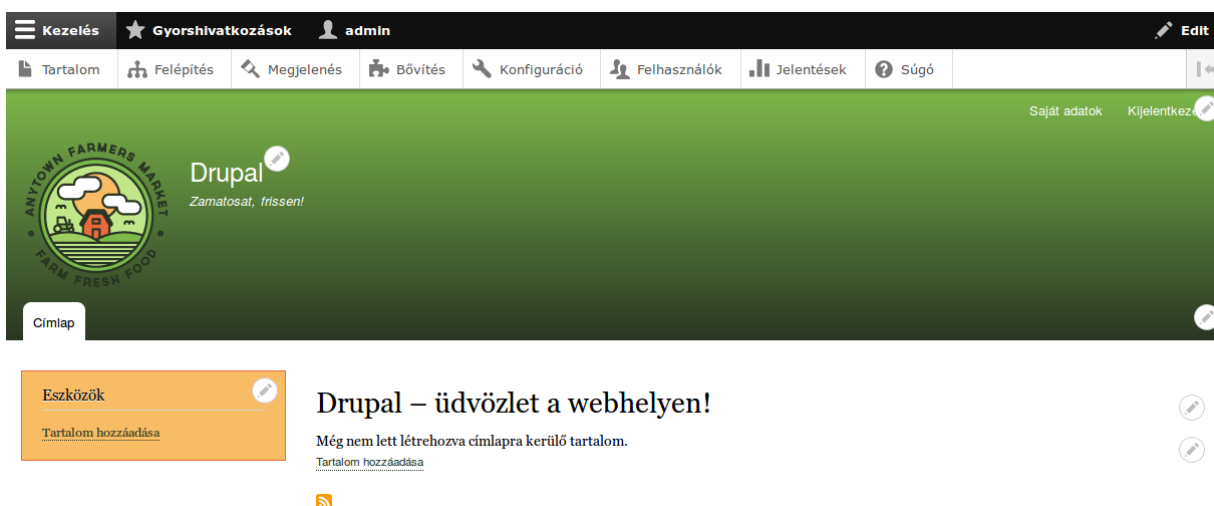 Kezelés Gyorshivatkozások admin Edit
Tartalom Felépítés Megjelenés Bővítés Konfiguráció Felhasználók Jelentések Súgó
Saját adatok
ANYTOWN FARMERS MARKET
FARM FRESH FOOD
Drupal
Zamatosat, frissen!
Címlap
Eszközök
Tartalom hozzáadása
Drupal – üdvözlet a webhelyen!
Még nem lett létrehozva címlapra kerülő tartalom.
Tartalom hozzáadása